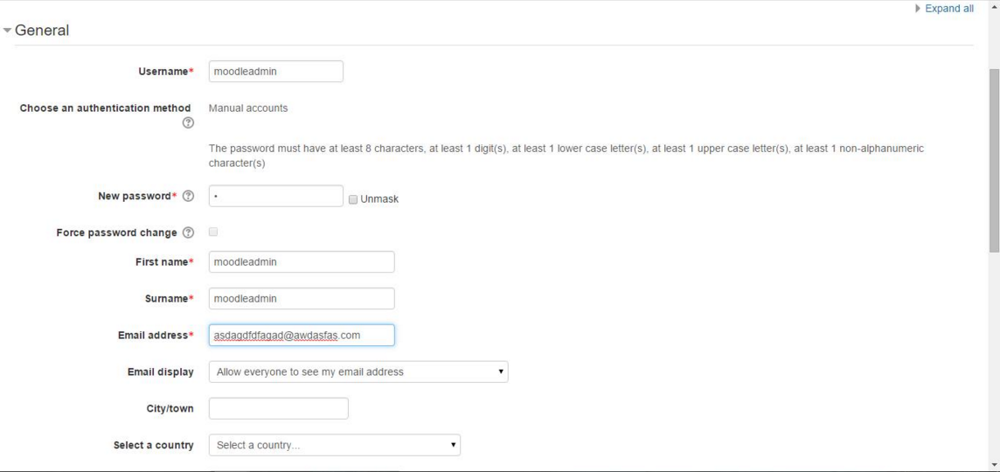 Expand all
General
Username*
moodleadmin
Choose an authentication method
Manual accounts
The password must have at least 8 characters, at least 1 digit(s), at least 1 lower case letter(s), at least 1 upper case letter(s), at least 1 non-alphanumeric
character(s)
New password*
•
Unmask
Force password change
First name*
moodleadmin
Surname*
moodleadmin
Email address*
asdagdfdfagad@awdasfas.com
Email display
Allow everyone to see my email address
City/town
Select a country
Select a country...